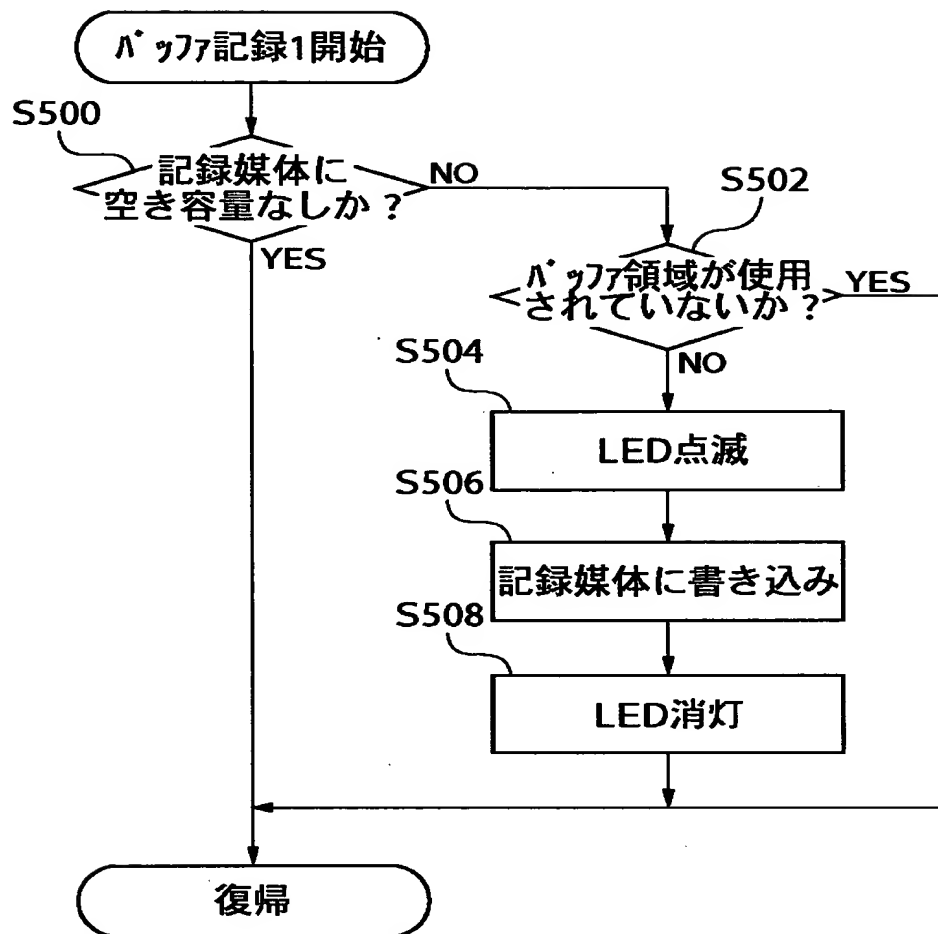 バッファ記録1開始
S500
記録媒体に
空き容量なしか？
NO
YES
S502
バッファ領域が使用
されていないか？
YES
NO
S504
LED点滅
S506
記録媒体に書き込み
S508
LED消灯
復帰